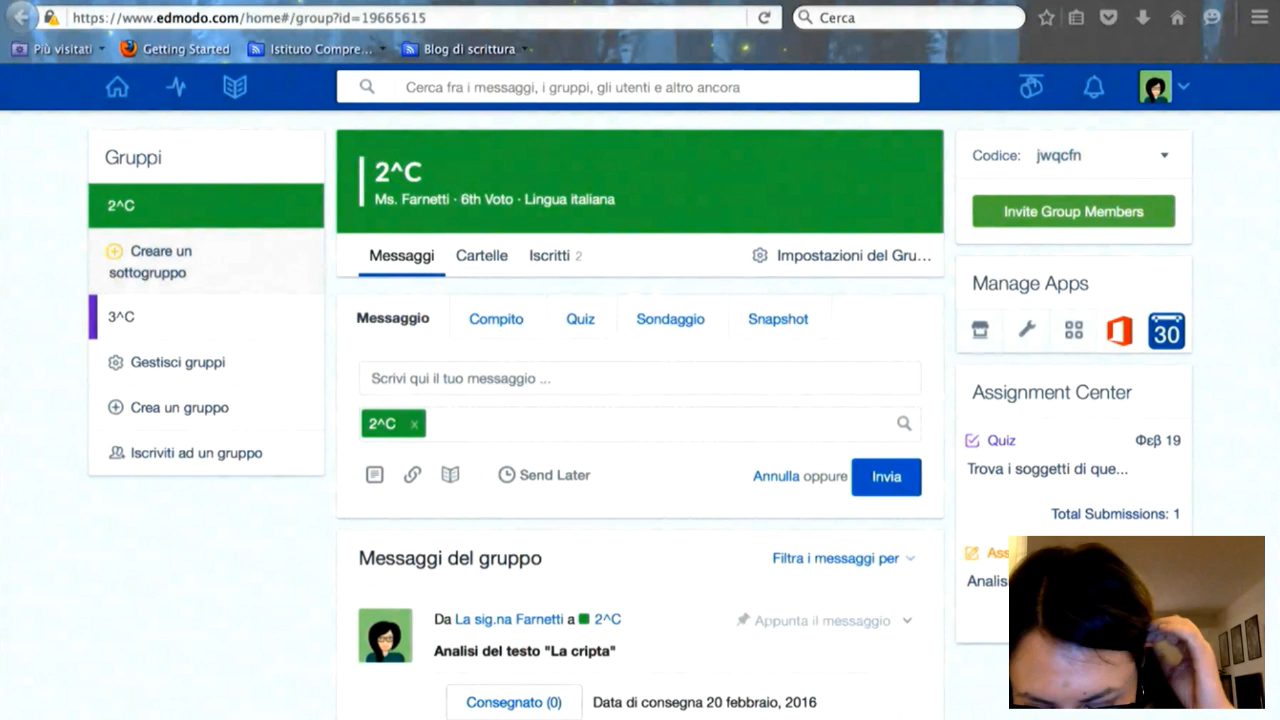 https://www.edmodo.com/home#/group?id=19665615
Cerca
Più visitati
Getting Started
Istituto Compre...
Blog di scrittura
Cerca fra i messaggi, i gruppi, gli utenti e altro ancora
Gruppi
2^C
Creare un
sottogruppo
3^C
Gestisci gruppi
Crea un gruppo
Iscriviti ad un gruppo
2^C
Ms. Farnetti · 6th Voto · Lingua italiana
Messaggi Cartelle Iscritti 2 Impostazioni del Gru...
Messaggio Compito Quiz Sondaggio Snapshot
Scrivi qui il tuo messaggio ...
2^C x
Send Later Annulla oppure Invia
Messaggi del gruppo Filtra i messaggi per
Da La sig.na Farnetti a 2^C Appunta il messaggio
Analisi del testo "La cripta"
Consegnato (0) Data di consegna 20 febbraio, 2016
Codice: jwqcfn
Invite Group Members
Manage Apps
30
Assignment Center
Quiz Φεβ 19
Trova i soggetti di que...
Total Submissions: 1